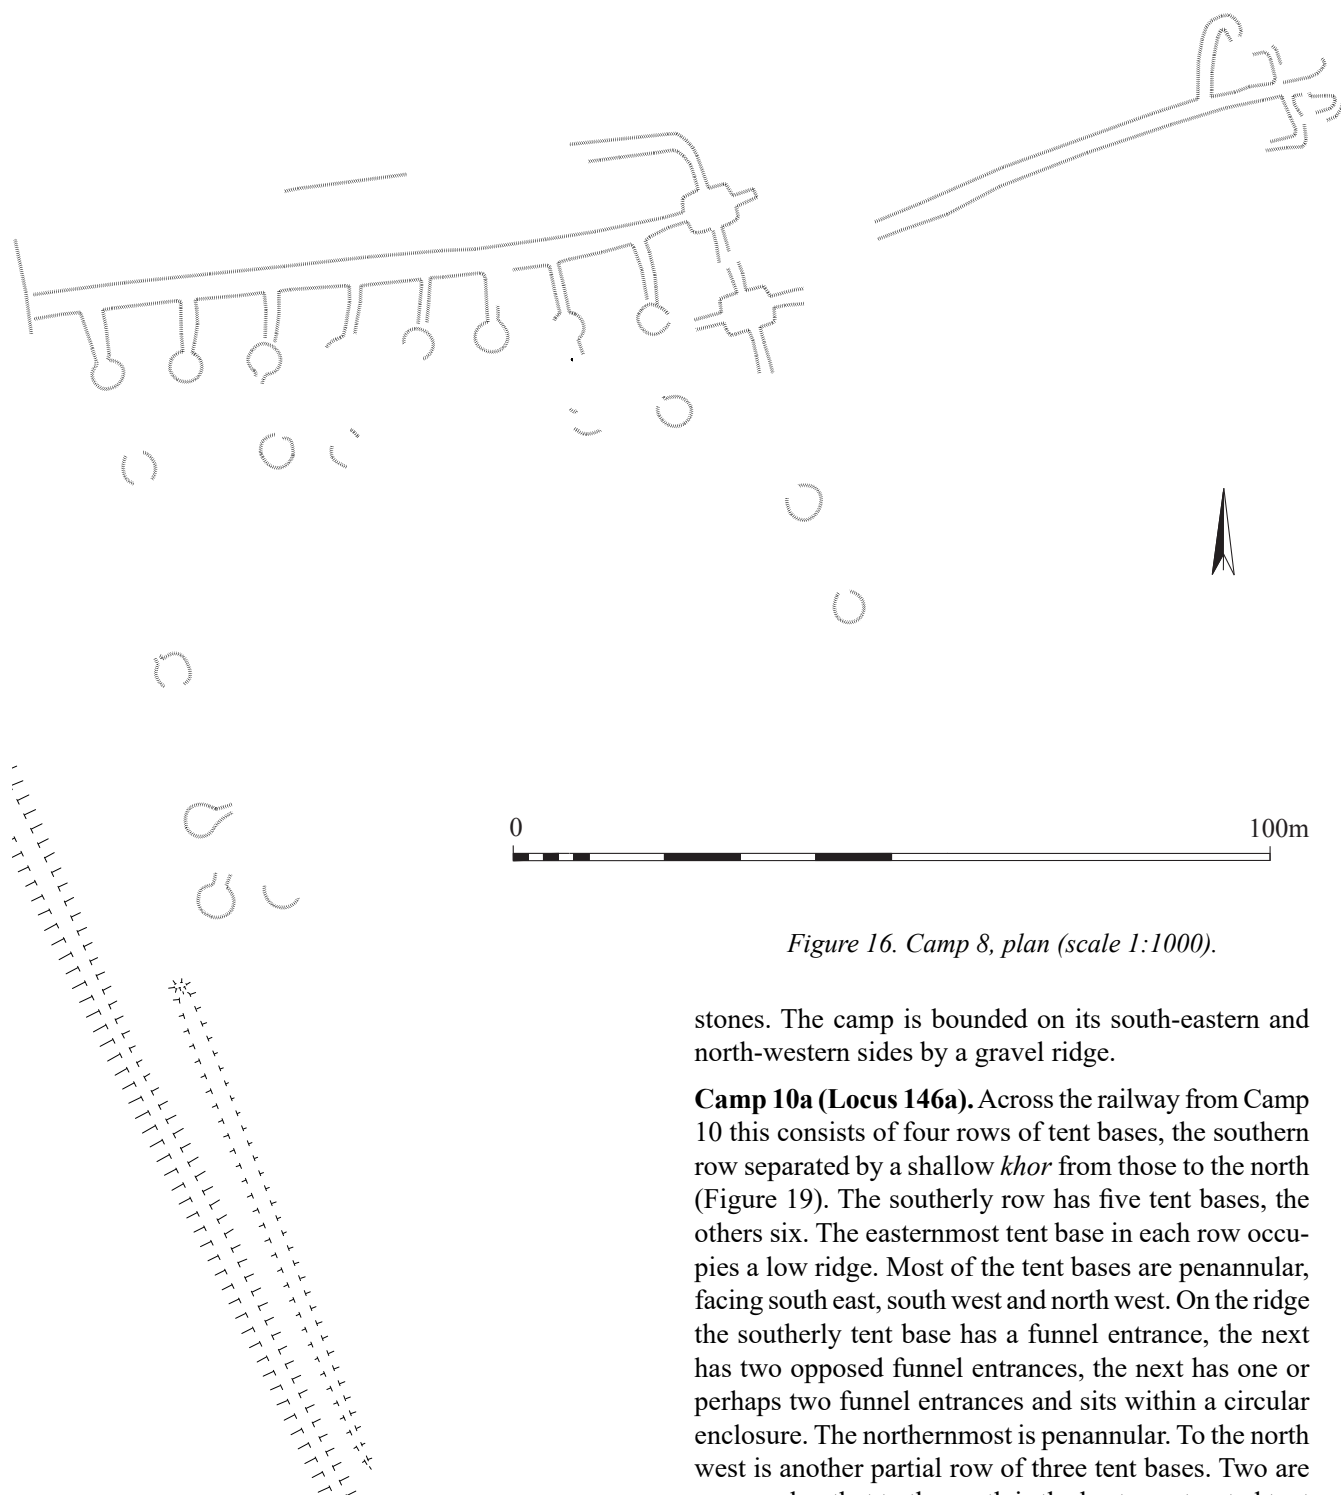 0 100m
Figure 16. Camp 8, plan (scale 1:1000).
stones. The camp is bounded on its south-eastern and
north-western sides by a gravel ridge.
Camp 10a (Locus 146a). Across the railway from Camp
10 this consists of four rows of tent bases, the southern
row separated by a shallow khor from those to the north
(Figure 19). The southerly row has five tent bases, the
others six. The easternmost tent base in each row occu-
pies a low ridge. Most of the tent bases are penannular,
facing south east, south west and north west. On the ridge
the southerly tent base has a funnel entrance, the next
has two opposed funnel entrances, the next has one or
perhaps two funnel entrances and sits within a circular
enclosure. The northernmost is penannular. To the north
west is another partial row of three tent bases. Two are